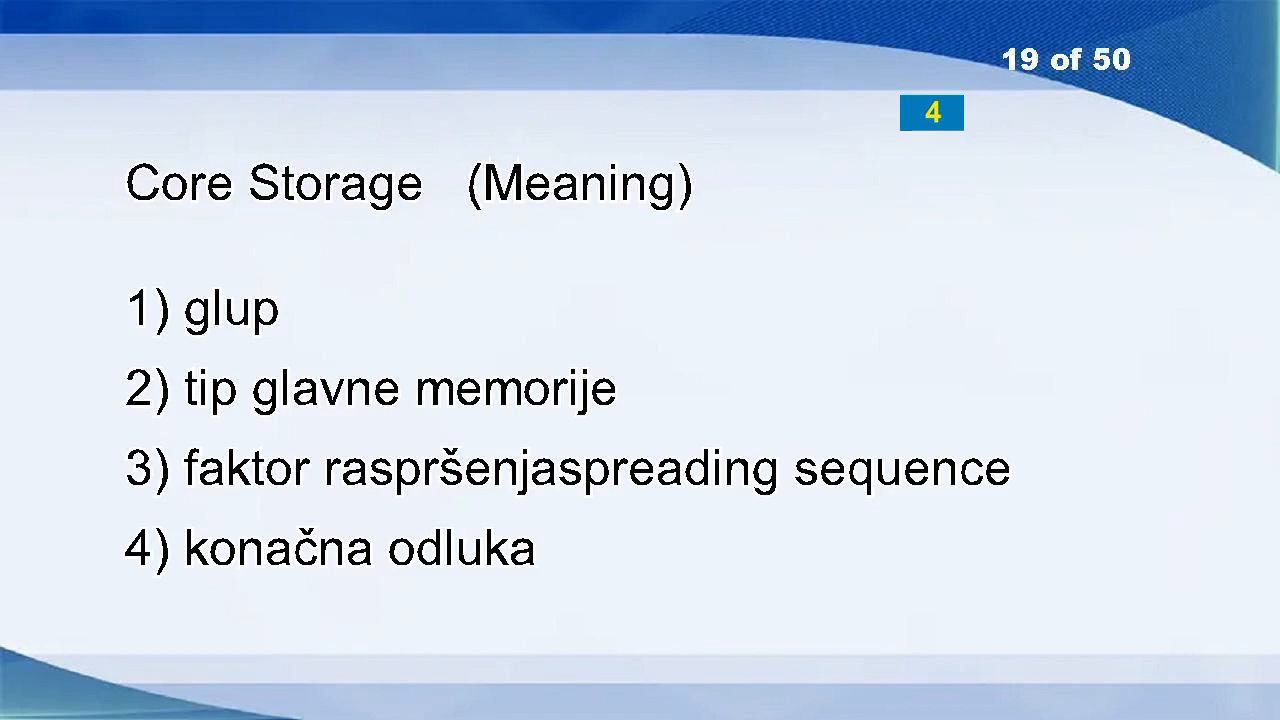 19 of 50
4
Core Storage (Meaning)
1) glup
2) tip glavne memorije
3) faktor raspršenjaspreading sequence
4) konačna odluka